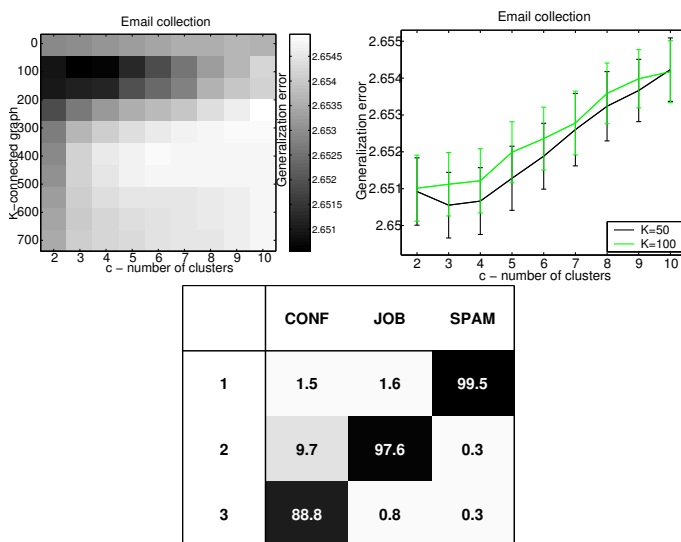 Email collection
0
100
200
300
400
500
600
700
K-connected graph
2 3 4 5 6 7 8 9 10
c - number of clusters
2.6545
2.654
2.6535
2.653
2.6525
2.652
2.6515
2.651
Generalization error
Email collection
2.655
2.654
2.653
2.652
2.651
2.65
Generalization error
2 3 4 5 6 7 8 9 10
c - number of clusters
K=50
K=100
CONF JOB SPAM
1 1.5 1.6 99.5
2 9.7 97.6 0.3
3 88.8 0.8 0.3